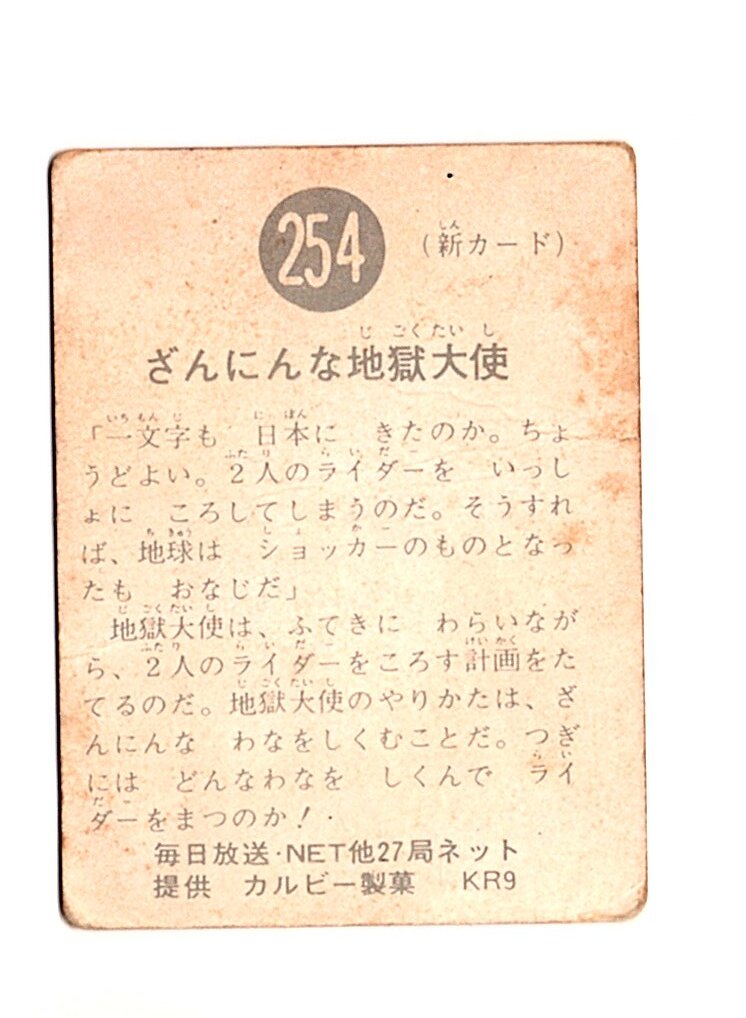 254
(新カード)
ざんにんな地獄大使
「一文字も 日本に きたのか。ちょ
うどよい。2人のライダーを いっし
ょに ころしてしまうのだ。そうすれ
ば、地球は ショッカーのものとなっ
たも おなじだ」
地獄大使は、ふてきに わらいなが
ら、2人のライダーをころす計画をた
てるのだ。地獄大使のやりかたは、ざ
んにんな わなをしくむことだ。つぎ
には どんなわなを しくんで ライ
ダーをまつのか!
毎日放送・NET他27局ネット
提供 カルビー製菓 KR9